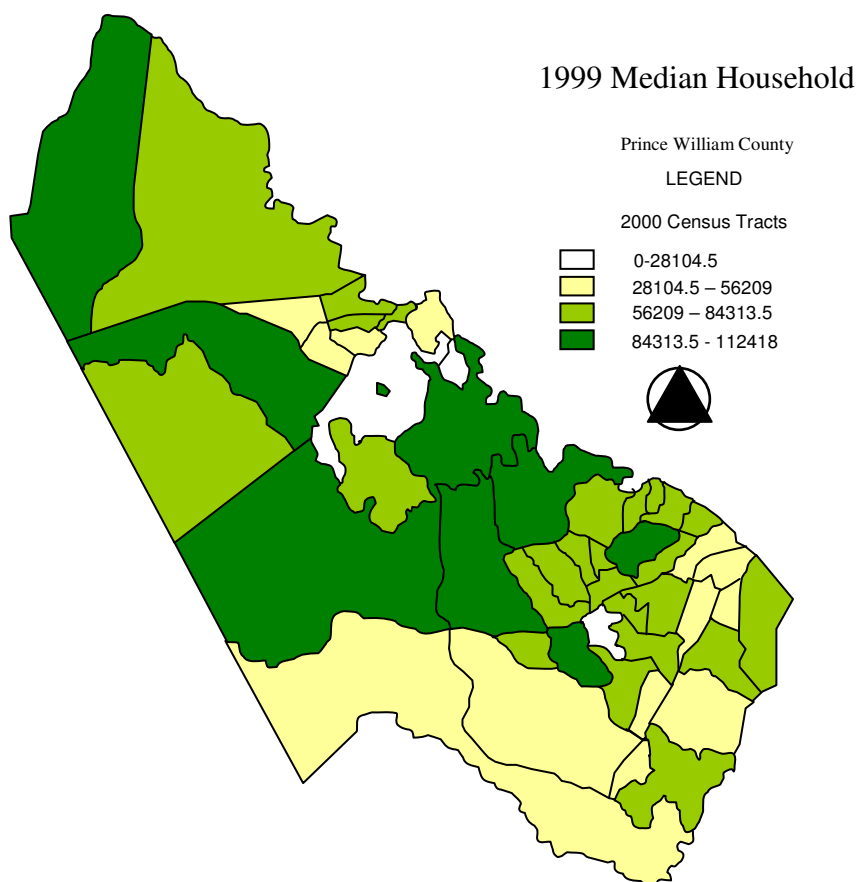 1999 Median Household
Prince William County
LEGEND
2000 Census Tracts
0-28104.5
28104.5 – 56209
56209 – 84313.5
84313.5 - 112418